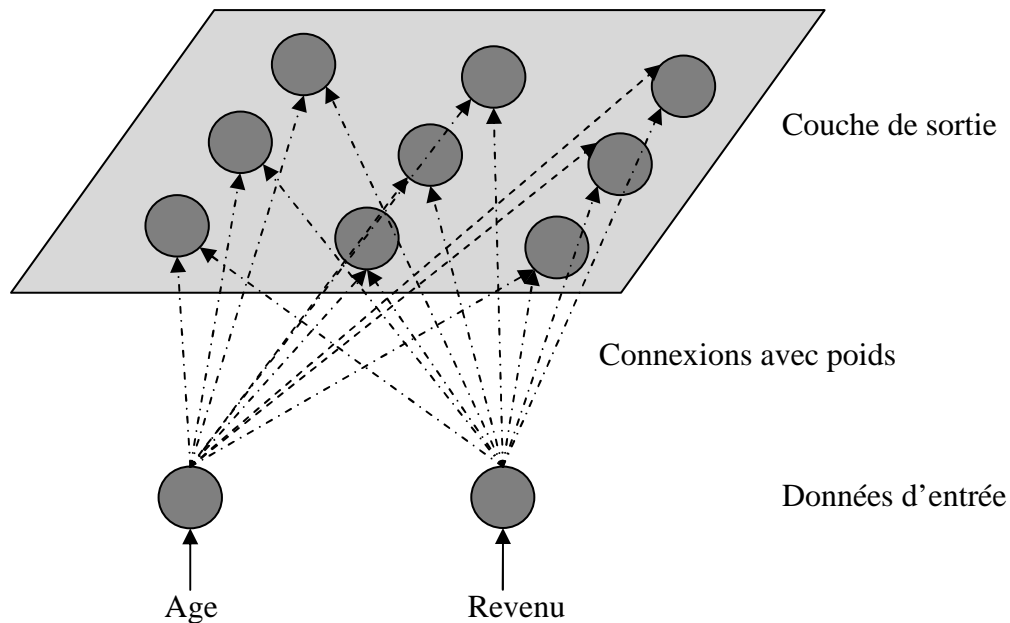 Couche de sortie
Connexions avec poids
Données d’entrée
Age
Revenu